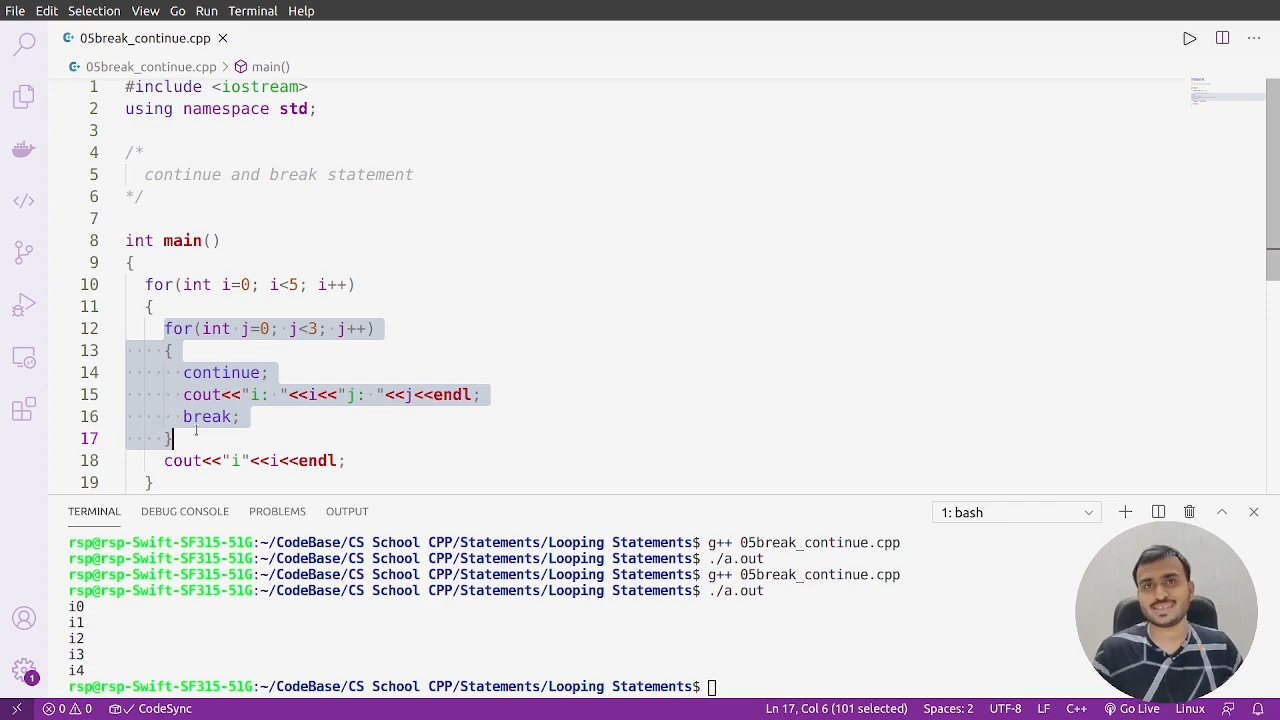 File Edit Selection View Go Run Terminal Help
05break_continue.cpp
05break_continue.cpp > main()
1 #include <iostream>
2 using namespace std;
3
4 /*
5 continue and break statement
6 */
7
8 int main()
9 {
10 for(int i=0; i<5; i++)
11 {
12 for(int j=0; j<3; j++)
13 {
14 continue;
15 cout<<"i: "<<i<<"j: "<<j<<endl;
16 break;
17 }
18 cout<<"i"<<i<<endl;
19 }
TERMINAL DEBUG CONSOLE PROBLEMS OUTPUT 1: bash
rsp@rsp-Swift-SF315-51G:~/CodeBase/CS School CPP/Statements/Looping Statements$ g++ 05break_continue.cpp
rsp@rsp-Swift-SF315-51G:~/CodeBase/CS School CPP/Statements/Looping Statements$ ./a.out
rsp@rsp-Swift-SF315-51G:~/CodeBase/CS School CPP/Statements/Looping Statements$ g++ 05break_continue.cpp
rsp@rsp-Swift-SF315-51G:~/CodeBase/CS School CPP/Statements/Looping Statements$ ./a.out
i0
i1
i2
i3
i4
rsp@rsp-Swift-SF315-51G:~/CodeBase/CS School CPP/Statements/Looping Statements$
1
0 0 CodeSync Ln 17, Col 6 (101 selected) Spaces: 2 UTF-8 LF C++ Go Live Linux